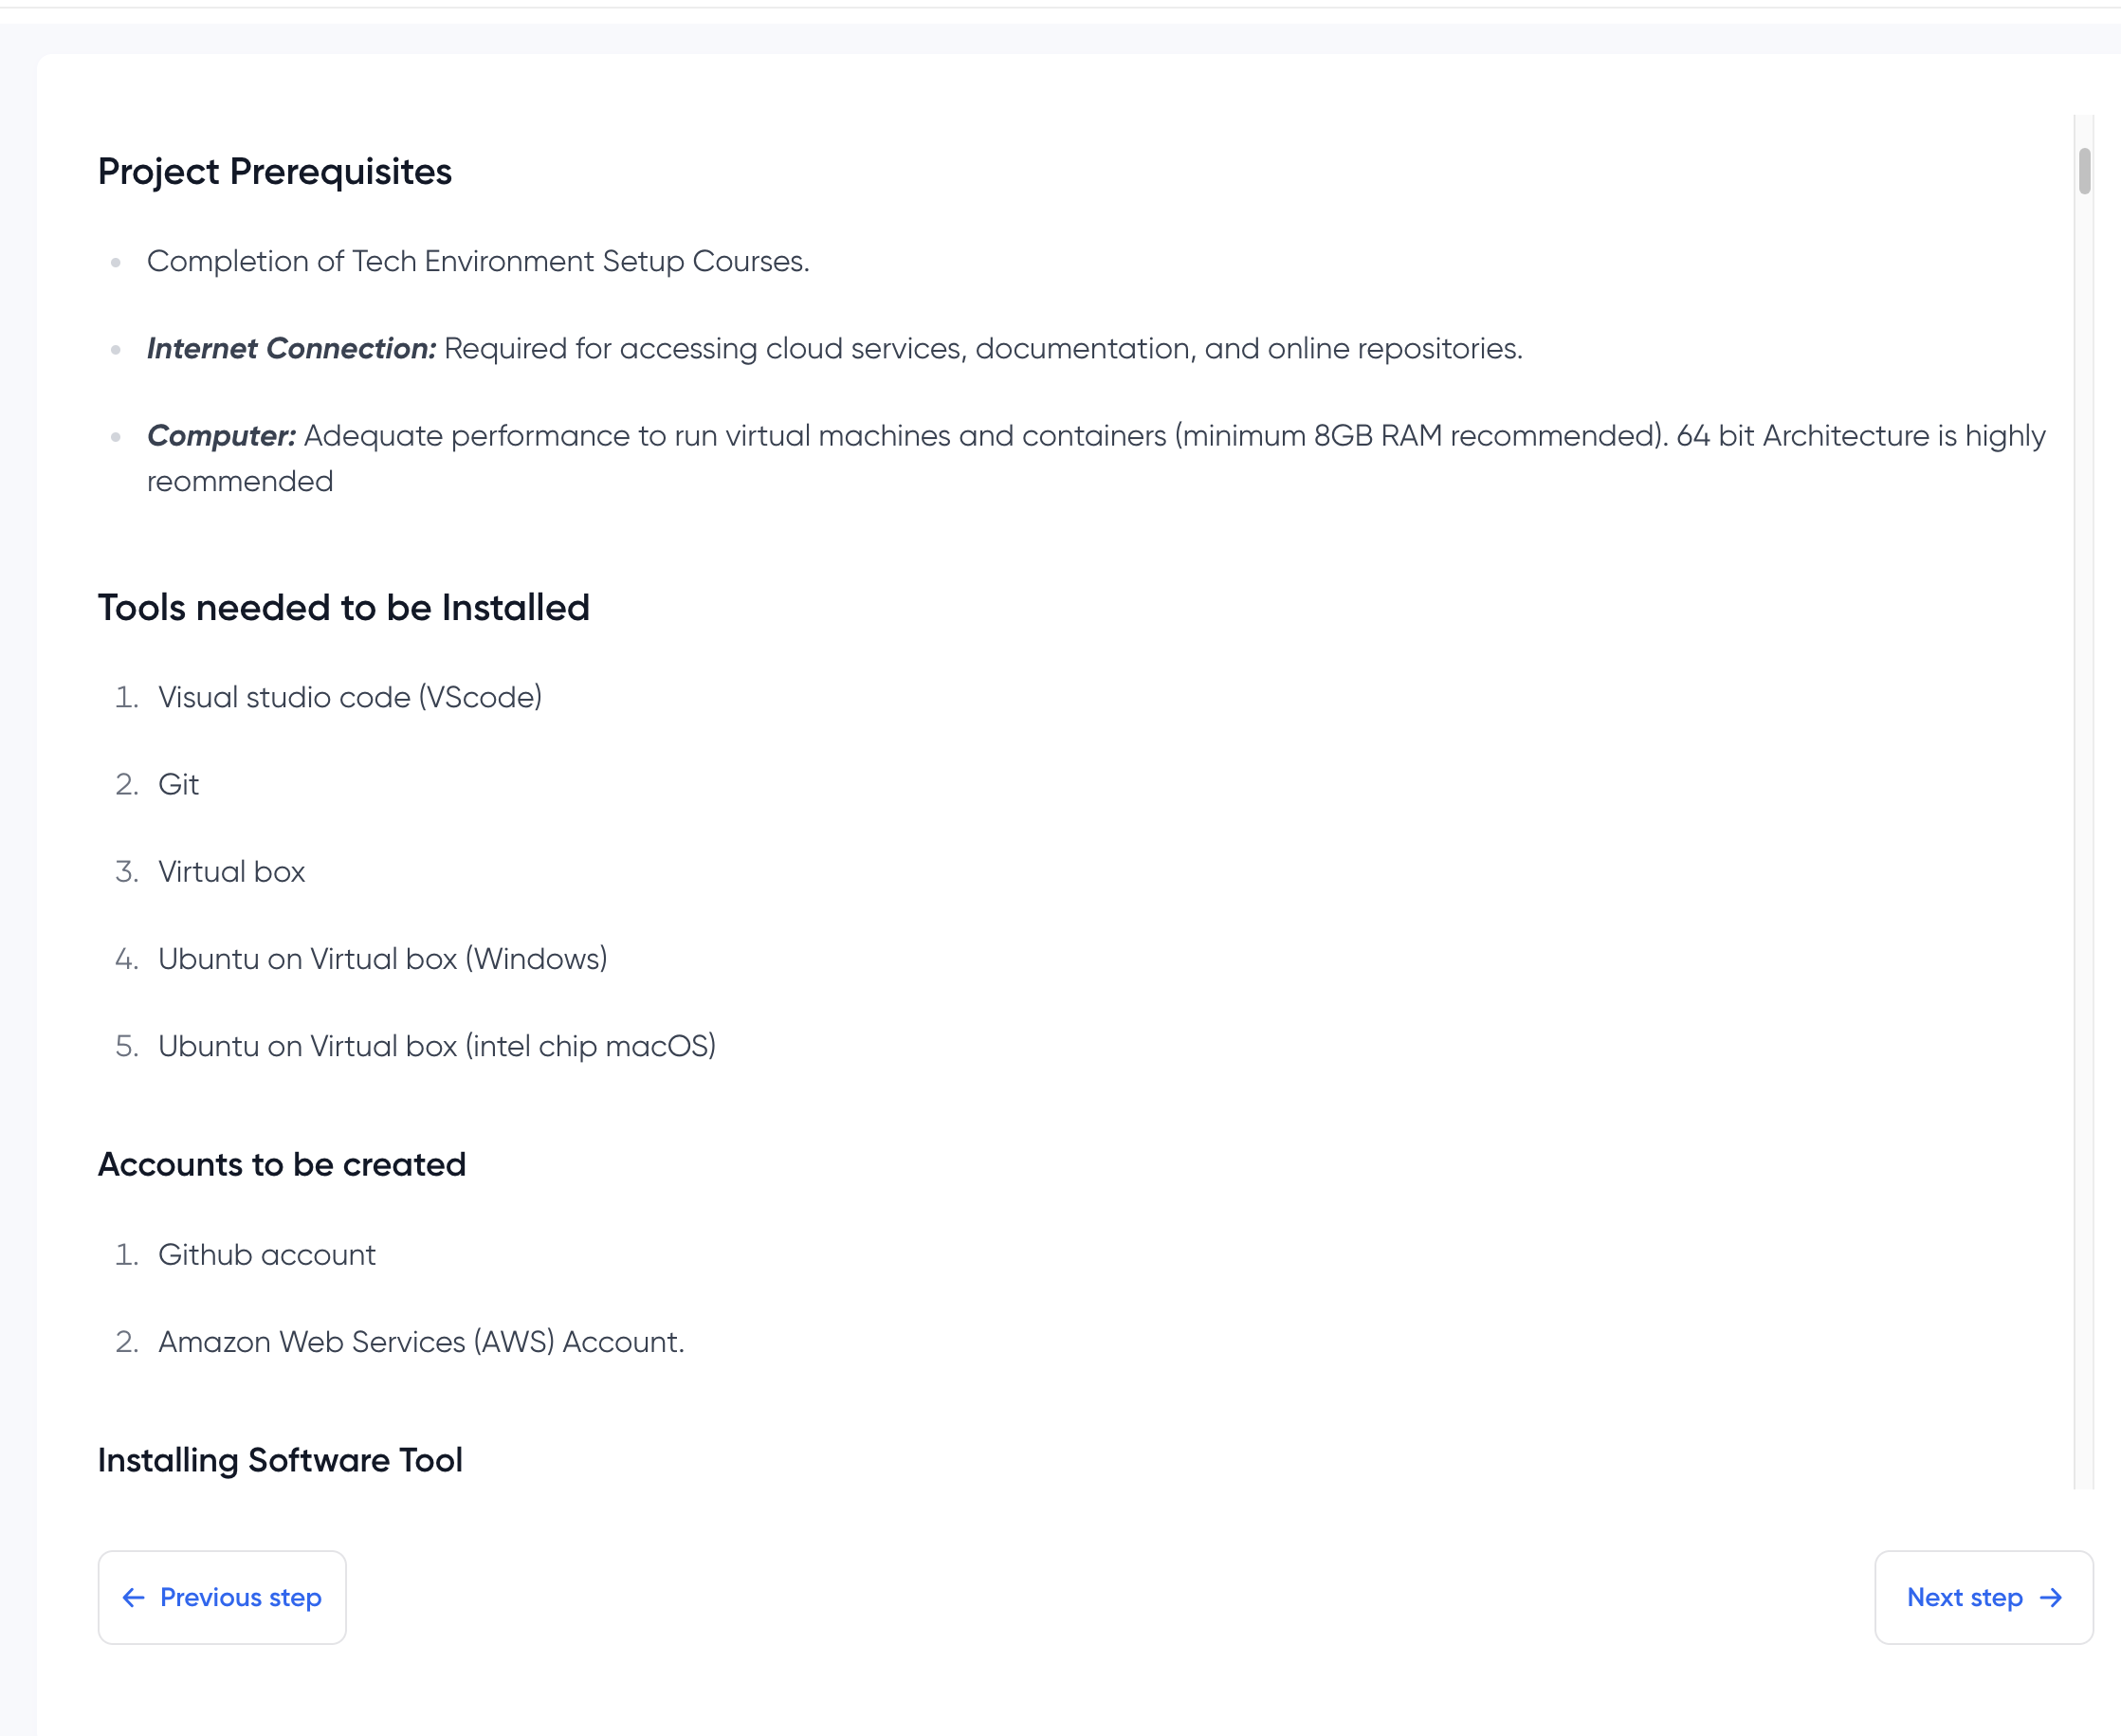 Project Prerequisites
Completion of Tech Environment Setup Courses.
Internet Connection: Required for accessing cloud services, documentation, and online repositories.
Computer: Adequate performance to run virtual machines and containers (minimum 8GB RAM recommended). 64 bit Architecture is highly
reommended
Tools needed to be Installed
1. Visual studio code (VScode)
2. Git
3. Virtual box
4. Ubuntu on Virtual box (Windows)
5. Ubuntu on Virtual box (intel chip macOS)
Accounts to be created
1. Github account
2. Amazon Web Services (AWS) Account.
Installing Software Tool
← Previous step
Next step →